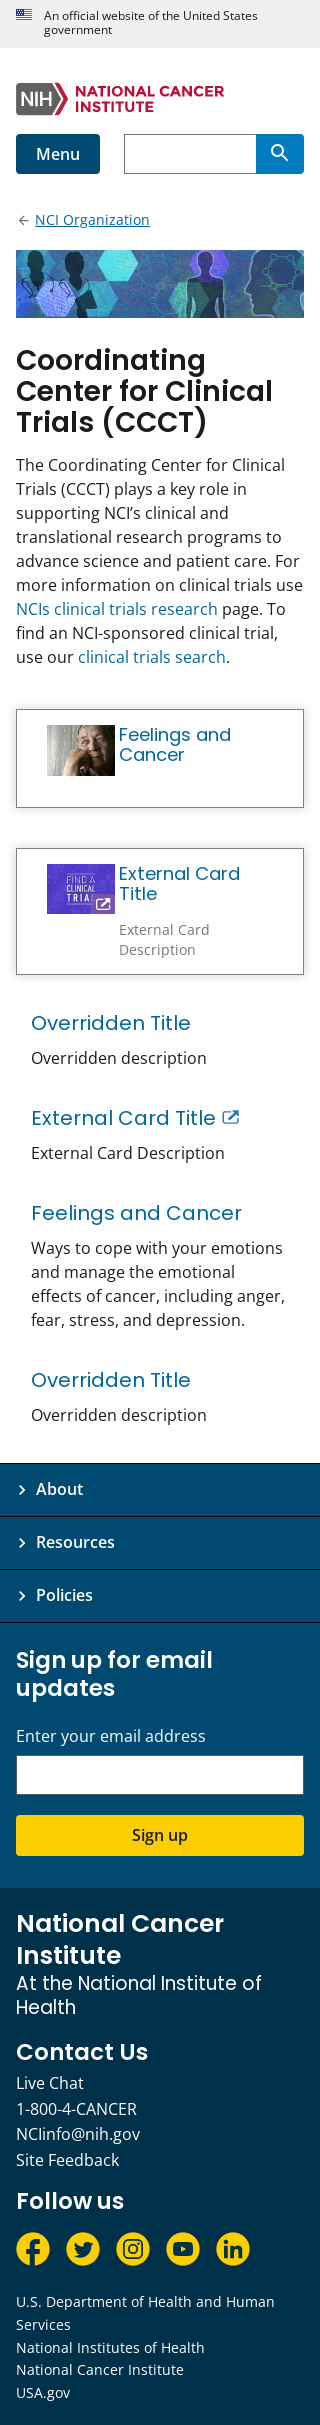 An official website of the United States
government
NIH NATIONAL CANCER
INSTITUTE
Menu
NCI Organization
Coordinating
Center for Clinical
Trials (CCCT)
The Coordinating Center for Clinical
Trials (CCCT) plays a key role in
supporting NCI’s clinical and
translational research programs to
advance science and patient care. For
more information on clinical trials use
NCIs clinical trials research page. To
find an NCI-sponsored clinical trial,
use our clinical trials search.
Feelings and
Cancer
FIND A
CLINICAL
TRIAL
External Card
Title
External Card
Description
Overridden Title
Overridden description
External Card Title
External Card Description
Feelings and Cancer
Ways to cope with your emotions
and manage the emotional
effects of cancer, including anger,
fear, stress, and depression.
Overridden Title
Overridden description
About
Resources
Policies
Sign up for email
updates
Enter your email address
Sign up
National Cancer
Institute
At the National Institute of
Health
Contact Us
Live Chat
1-800-4-CANCER
NCIinfo@nih.gov
Site Feedback
Follow us
U.S. Department of Health and Human
Services
National Institutes of Health
National Cancer Institute
USA.gov